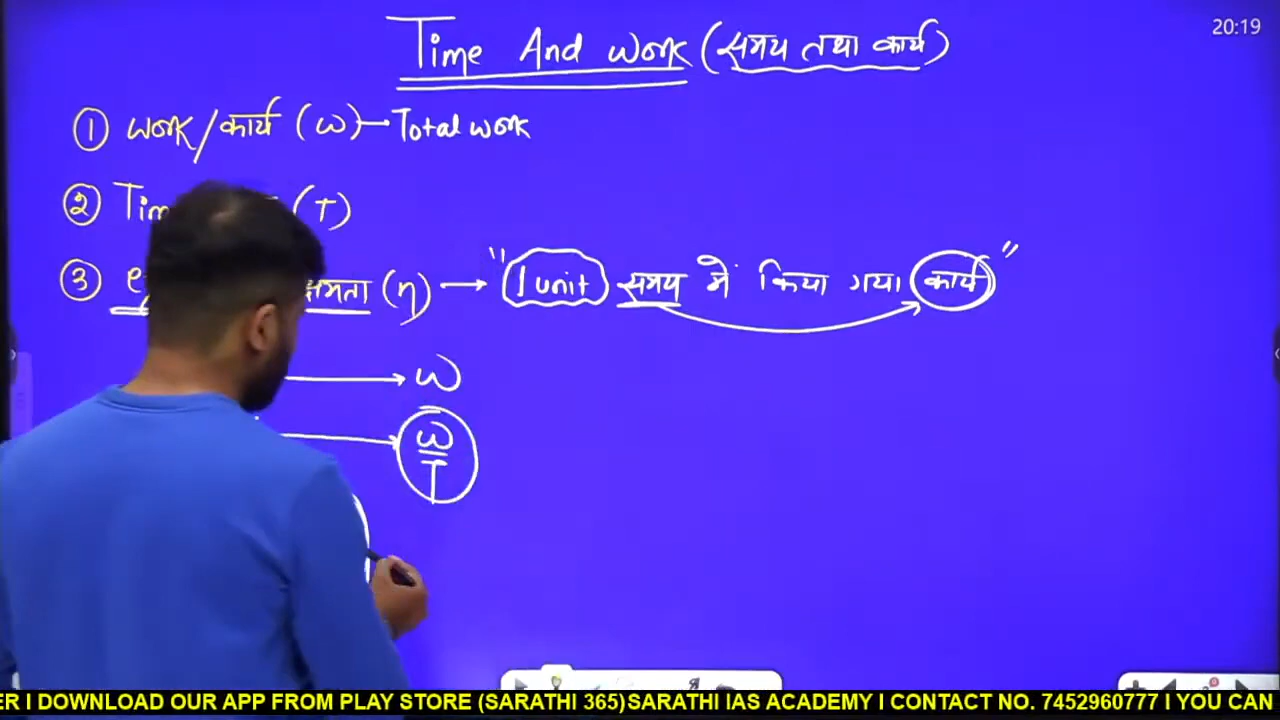 20:19
Time And Work (समय तथा कार्य)
① Work/कार्य (W) → Total work
② (T)
③ क्षमता (η) → "1 unit समय में किया गया कार्य"
→ W
→ W/T
ER I DOWNLOAD OUR APP FROM PLAY STORE (SARATHI 365)SARATHI IAS ACADEMY I CONTACT NO. 7452960777 I YOU CAN